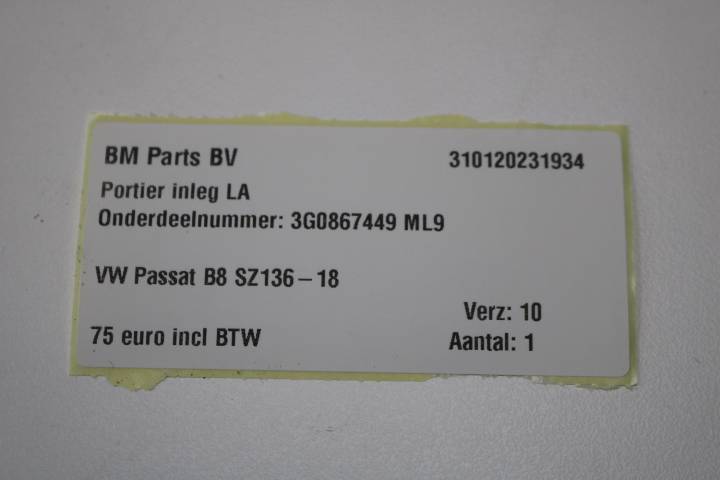 BM Parts BV 310120231934
Portier inleg LA
Onderdeelnummer: 3G0867449 ML9
VW Passat B8 SZ136-18
Verz: 10
75 euro incl BTW Aantal: 1